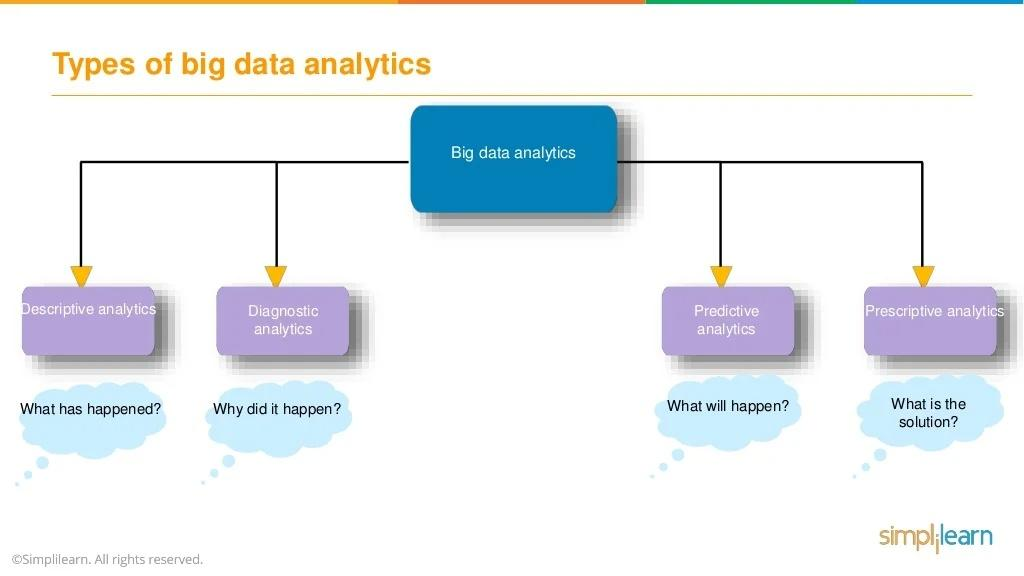 Types of big data analytics
Big data analytics
Descriptive analytics
Diagnostic
analytics
Predictive
analytics
Prescriptive analytics
What has happened?
Why did it happen?
What will happen?
What is the
solution?
simplilearn
©Simplilearn. All rights reserved.